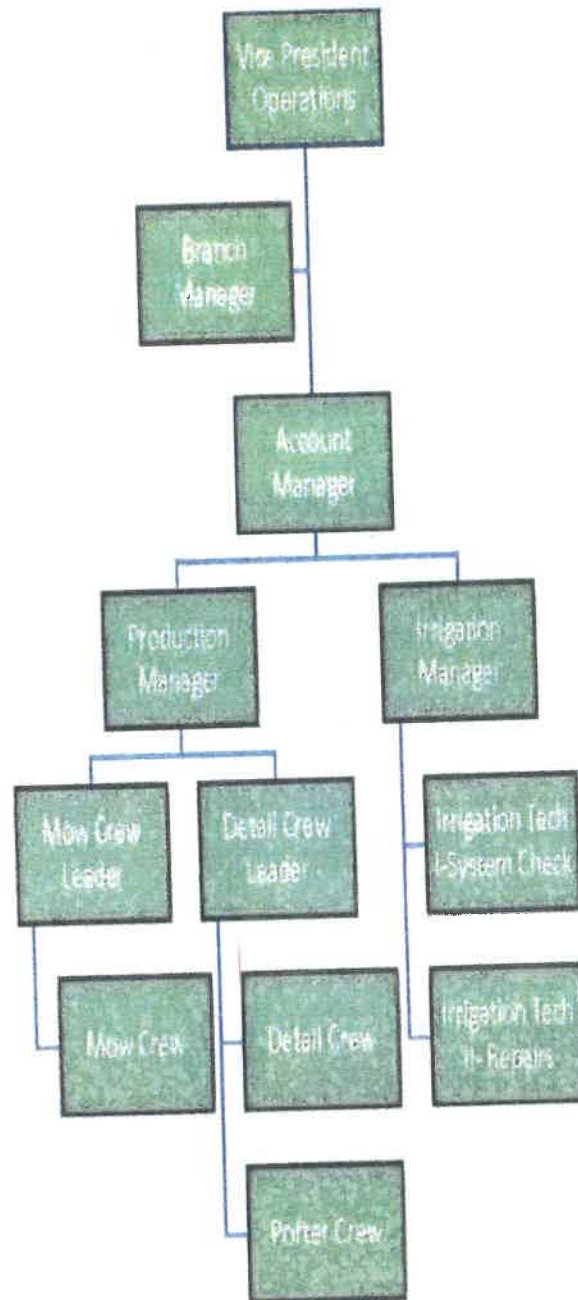 Vice President
Operations
Branch
Manager
Account
Manager
Production
Manager
Irrigation
Manager
Mow Crew
Leader
Detail Crew
Leader
Irrigation Tech
I-System Check
Mow Crew
Detail Crew
Irrigation Tech
II- Repairs
Porter Crew